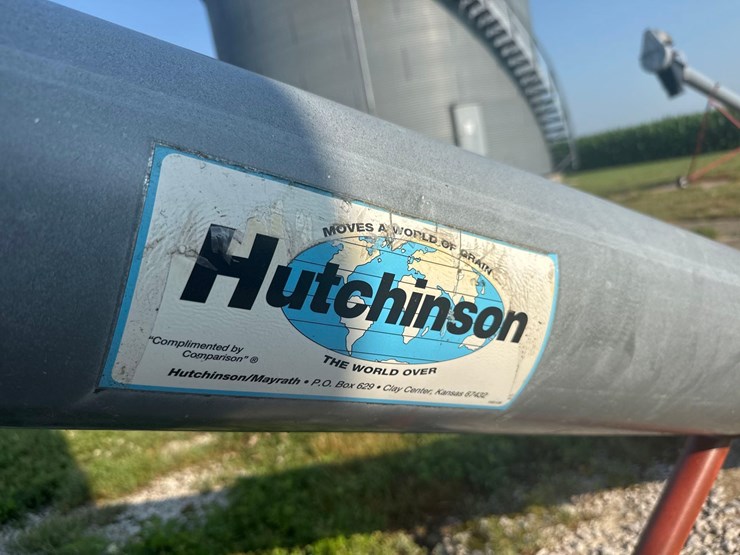 MOVES A WORLD OF GRAIN
Hutchinson
THE WORLD OVER
"Complimented by
Comparison" ®
Hutchinson/Mayrath • P.O. Box 629 • Clay Center, Kansas 67432